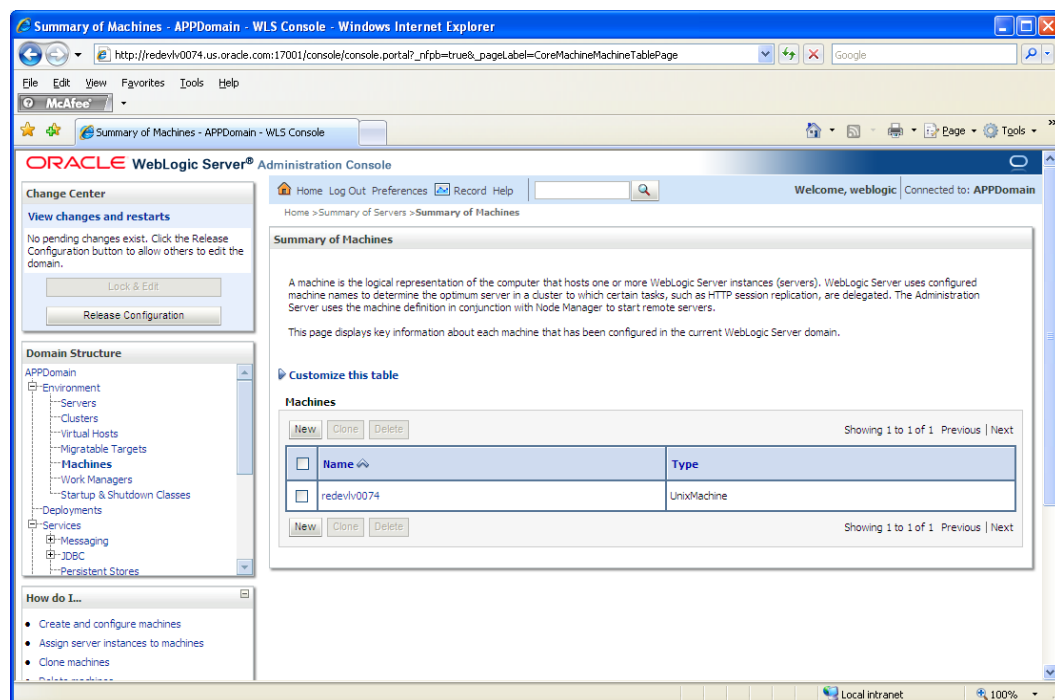 Summary of Machines - APPDomain - WLS Console - Windows Internet Explorer
http://redevlv0074.us.oracle.com:17001/console/console.portal?_nfpb=true&_pageLabel=CoreMachineMachineTablePage
Google
File Edit View Favorites Tools Help
McAfee
Summary of Machines - APPDomain - WLS Console
Page Tools
ORACLE WebLogic Server® Administration Console
Change Center
View changes and restarts
No pending changes exist. Click the Release
Configuration button to allow others to edit the
domain.
Lock & Edit
Release Configuration
Domain Structure
APPDomain
Environment
Servers
Clusters
Virtual Hosts
Migratable Targets
Machines
Work Managers
Startup & Shutdown Classes
Deployments
Services
Messaging
JDBC
Persistent Stores
How do I...
Create and configure machines
Assign server instances to machines
Clone machines
Delete machines
Home Log Out Preferences Record Help
Welcome, weblogic Connected to: APPDomain
Home >Summary of Servers >Summary of Machines
Summary of Machines
A machine is the logical representation of the computer that hosts one or more WebLogic Server instances (servers). WebLogic Server uses configured
machine names to determine the optimum server in a cluster to which certain tasks, such as HTTP session replication, are delegated. The Administration
Server uses the machine definition in conjunction with Node Manager to start remote servers.
This page displays key information about each machine that has been configured in the current WebLogic Server domain.
Customize this table
Machines
New Clone Delete Showing 1 to 1 of 1 Previous | Next
Name Type
redevlv0074 UnixMachine
New Clone Delete Showing 1 to 1 of 1 Previous | Next
Local intranet 100%